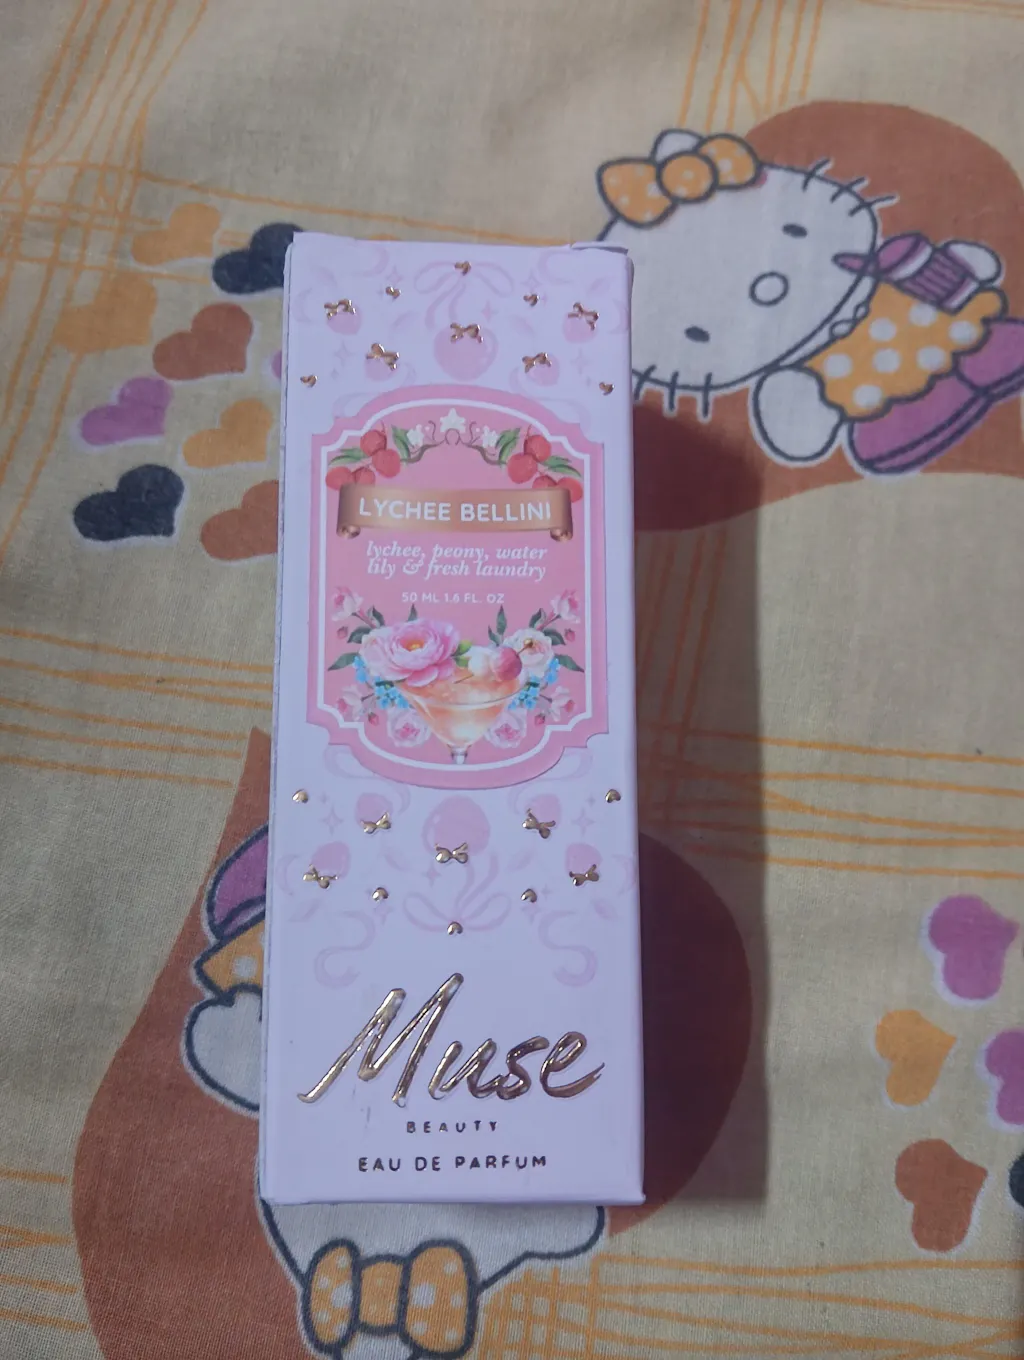 LYCHEE BELLINI
lychee, peony, water
lily & fresh laundry
50 ML 1.6 FL. OZ
Muse
BEAUTY
EAU DE PARFUM